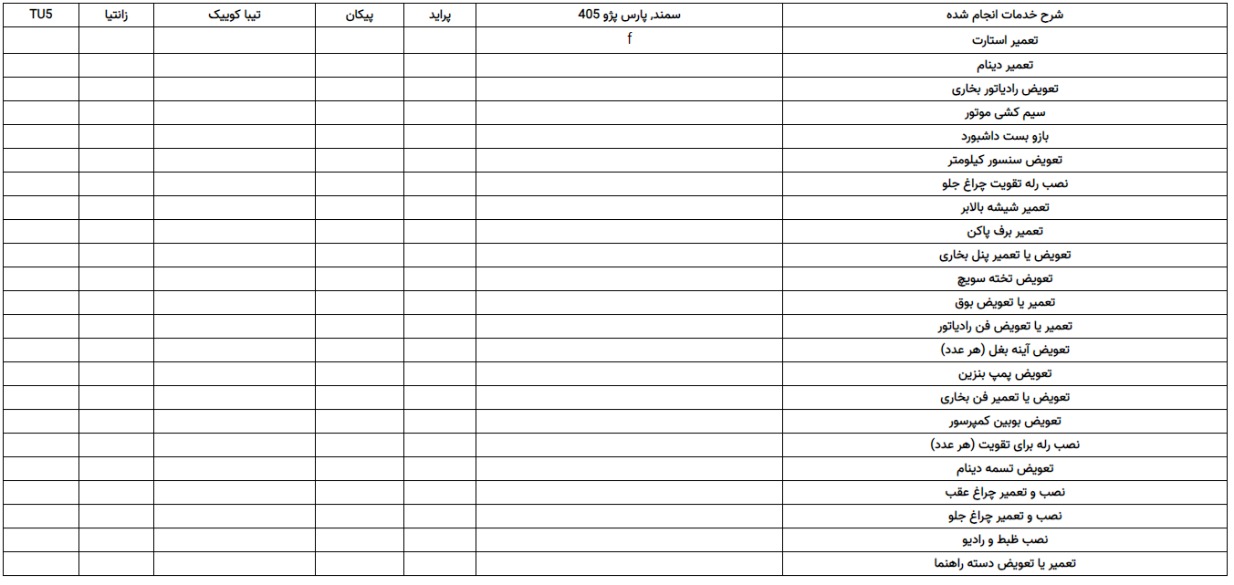 شرح خدمات انجام شده	سمند, پارس پژو 405	پراید	پیکان	تیبا کوییک	زانتیا	TU5
تعمیر استارت	f
تعمیر دینام
تعویض رادیاتور بخاری
سیم کشی موتور
بازو بست داشبورد
تعویض سنسور کیلومتر
نصب رله تقویت چراغ جلو
تعمیر شیشه بالابر
تعمیر برف پاکن
تعویض یا تعمیر پنل بخاری
تعویض تخته سویچ
تعمیر یا تعویض بوق
تعمیر یا تعویض فن رادیاتور
تعویض آینه بغل (هر عدد)
تعویض پمپ بنزین
تعویض یا تعمیر فن بخاری
تعویض بوبین کمپرسور
نصب رله برای تقویت (هر عدد)
تعویض تسمه دینام
نصب و تعمیر چراغ عقب
نصب و تعمیر چراغ جلو
نصب ظبط و رادیو
تعمیر یا تعویض دسته راهنما